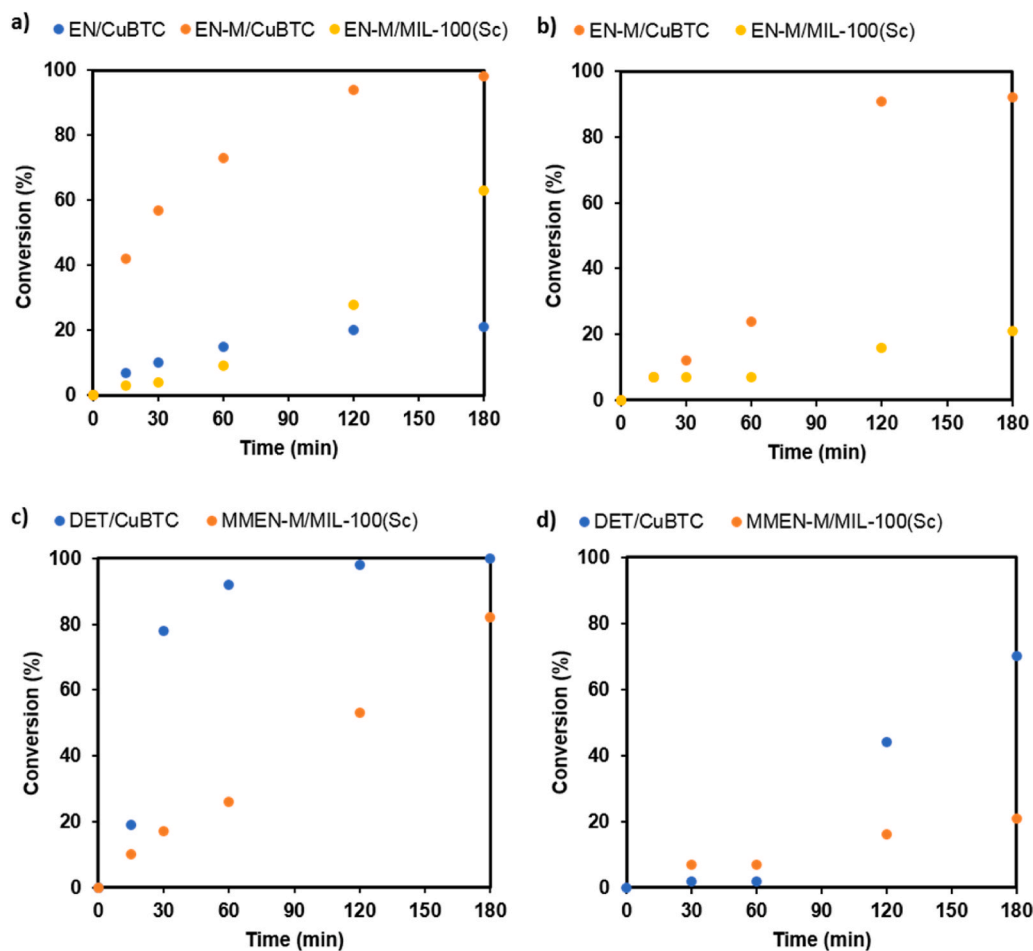 a) EN/CuBTC EN-M/CuBTC EN-M/MIL-100(Sc)
100
80
60
40
20
0
Conversion (%)
0 30 60 90 120 150 180
Time (min)
b) EN-M/CuBTC EN-M/MIL-100(Sc)
100
80
60
40
20
0
Conversion (%)
0 30 60 90 120 150 180
Time (min)
c) DET/CuBTC MMEN-M/MIL-100(Sc)
100
80
60
40
20
0
Conversion (%)
0 30 60 90 120 150 180
Time (min)
d) DET/CuBTC MMEN-M/MIL-100(Sc)
100
80
60
40
20
0
Conversion (%)
0 30 60 90 120 150 180
Time (min)